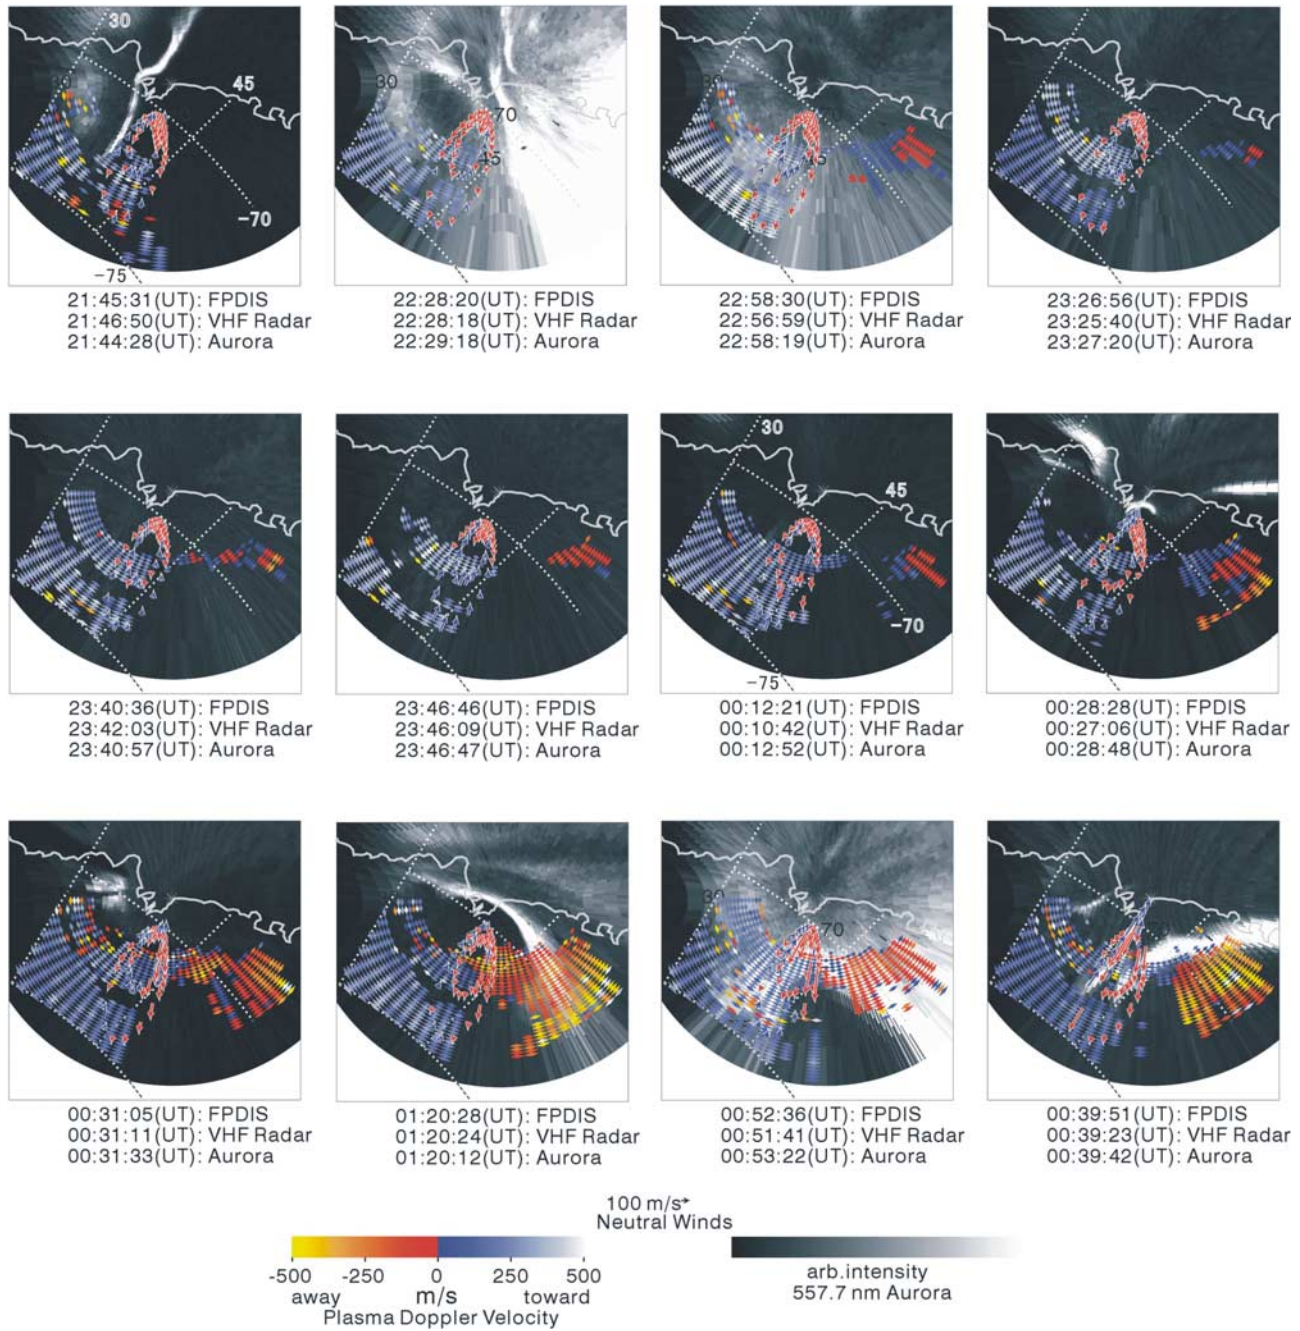 30
45
-70
-75
21:45:31(UT): FPDIS
21:46:50(UT): VHF Radar
21:44:28(UT): Aurora
30
70
45
22:28:20(UT): FPDIS
22:28:18(UT): VHF Radar
22:29:18(UT): Aurora
30
70
45
22:58:30(UT): FPDIS
22:56:59(UT): VHF Radar
22:58:19(UT): Aurora
23:26:56(UT): FPDIS
23:25:40(UT): VHF Radar
23:27:20(UT): Aurora
23:40:36(UT): FPDIS
23:42:03(UT): VHF Radar
23:40:57(UT): Aurora
23:46:46(UT): FPDIS
23:46:09(UT): VHF Radar
23:46:47(UT): Aurora
30
45
-70
-75
00:12:21(UT): FPDIS
00:10:42(UT): VHF Radar
00:12:52(UT): Aurora
00:28:28(UT): FPDIS
00:27:06(UT): VHF Radar
00:28:48(UT): Aurora
00:31:05(UT): FPDIS
00:31:11(UT): VHF Radar
00:31:33(UT): Aurora
01:20:28(UT): FPDIS
01:20:24(UT): VHF Radar
01:20:12(UT): Aurora
30
70
00:52:36(UT): FPDIS
00:51:41(UT): VHF Radar
00:53:22(UT): Aurora
00:39:51(UT): FPDIS
00:39:23(UT): VHF Radar
00:39:42(UT): Aurora
100 m/s
Neutral Winds
-500 -250 0 250 500
away m/s toward
Plasma Doppler Velocity
arb.intensity
557.7 nm Aurora